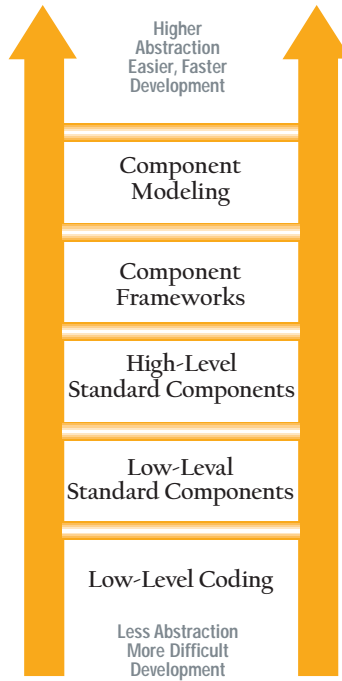 Higher
Abstraction
Easier, Faster
Development
Component
Modeling
Component
Frameworks
High-Level
Standard Components
Low-Leval
Standard Components
Low-Level Coding
Less Abstraction
More Difficult
Development